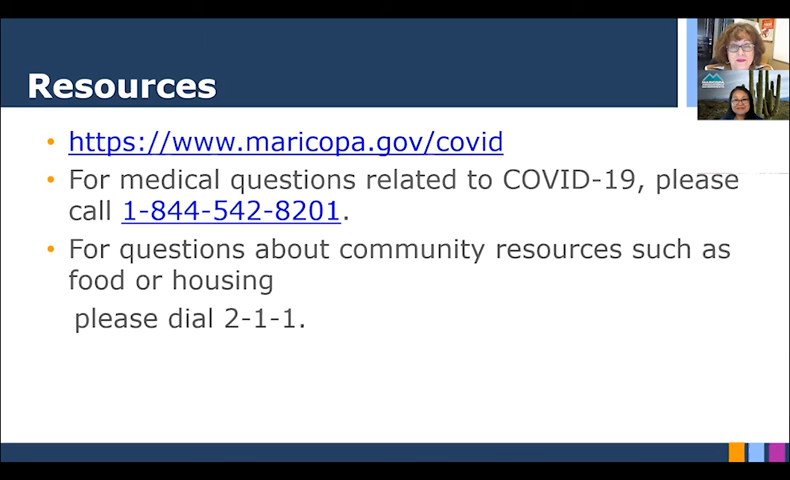 Resources
https://www.maricopa.gov/covid
For medical questions related to COVID-19, please
call 1-844-542-8201.
For questions about community resources such as
food or housing
please dial 2-1-1.
MARICOPA